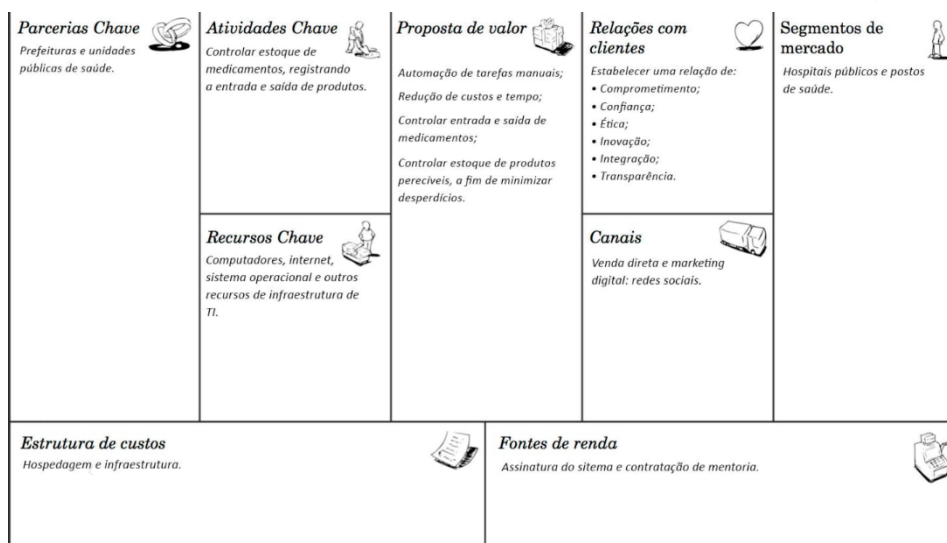 Parcerias Chave
Prefeituras e unidades
públicas de saúde.
Atividades Chave
Controlar estoque de
medicamentos, registrando
a entrada e saída de produtos.
Recursos Chave
Computadores, internet,
sistema operacional e outros
recursos de infraestrutura de
TI.
Proposta de valor
Automação de tarefas manuais;
Redução de custos e tempo;
Controlar entrada e saída de
medicamentos;
Controlar estoque de produtos
perecíveis, a fim de minimizar
desperdícios.
Relações com
clientes
Estabelecer uma relação de:
• Comprometimento;
• Confiança;
• Ética;
• Inovação;
• Integração;
• Transparência.
Canais
Venda direta e marketing
digital: redes sociais.
Segmentos de
mercado
Hospitais públicos e postos
de saúde.
Estrutura de custos
Hospedagem e infraestrutura.
Fontes de renda
Assinatura do sitema e contratação de mentoria.